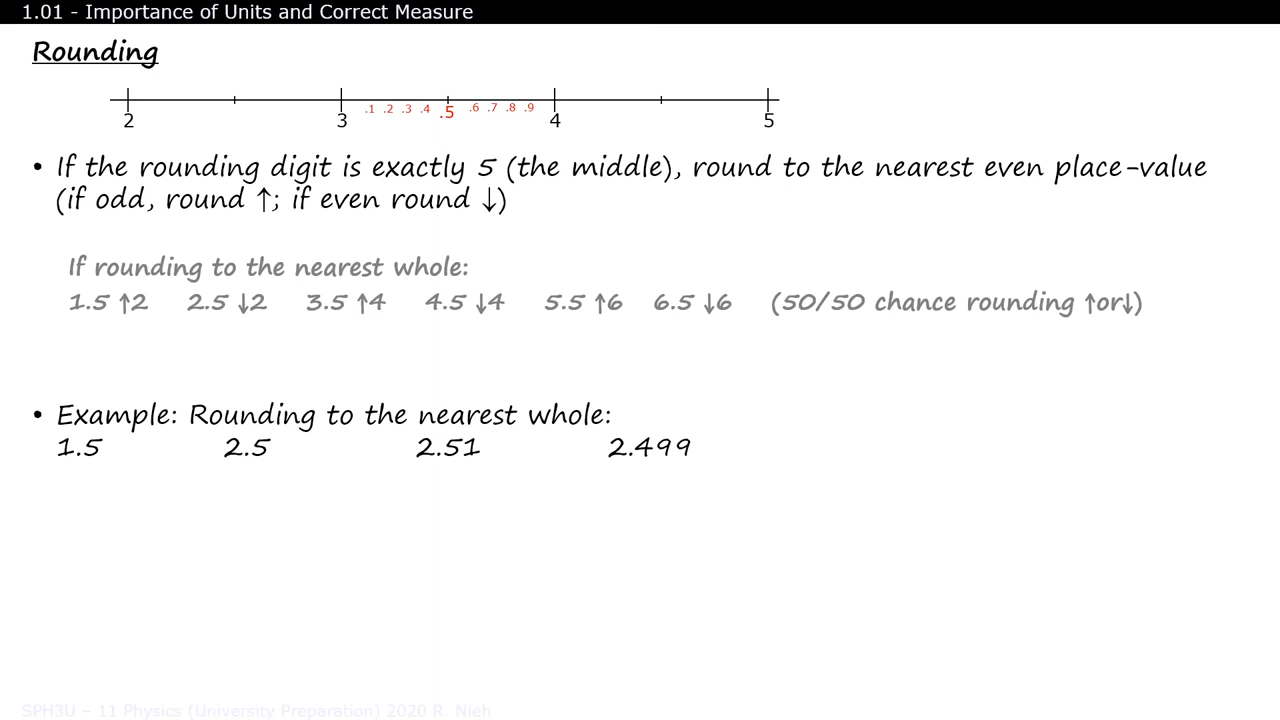 1.01 - Importance of Units and Correct Measure
Rounding
.1 .2 .3 .4 .5 .6 .7 .8 .9
2 3 4 5
• If the rounding digit is exactly 5 (the middle), round to the nearest even place-value
(if odd, round ↑; if even round ↓)
If rounding to the nearest whole:
1.5 ↑2 2.5 ↓2 3.5 ↑4 4.5 ↓4 5.5 ↑6 6.5 ↓6 (50/50 chance rounding ↑or↓)
• Example: Rounding to the nearest whole:
1.5 2.5 2.51 2.499
SPH3U – 11 Physics (University Preparation) 2020 R. Nieh